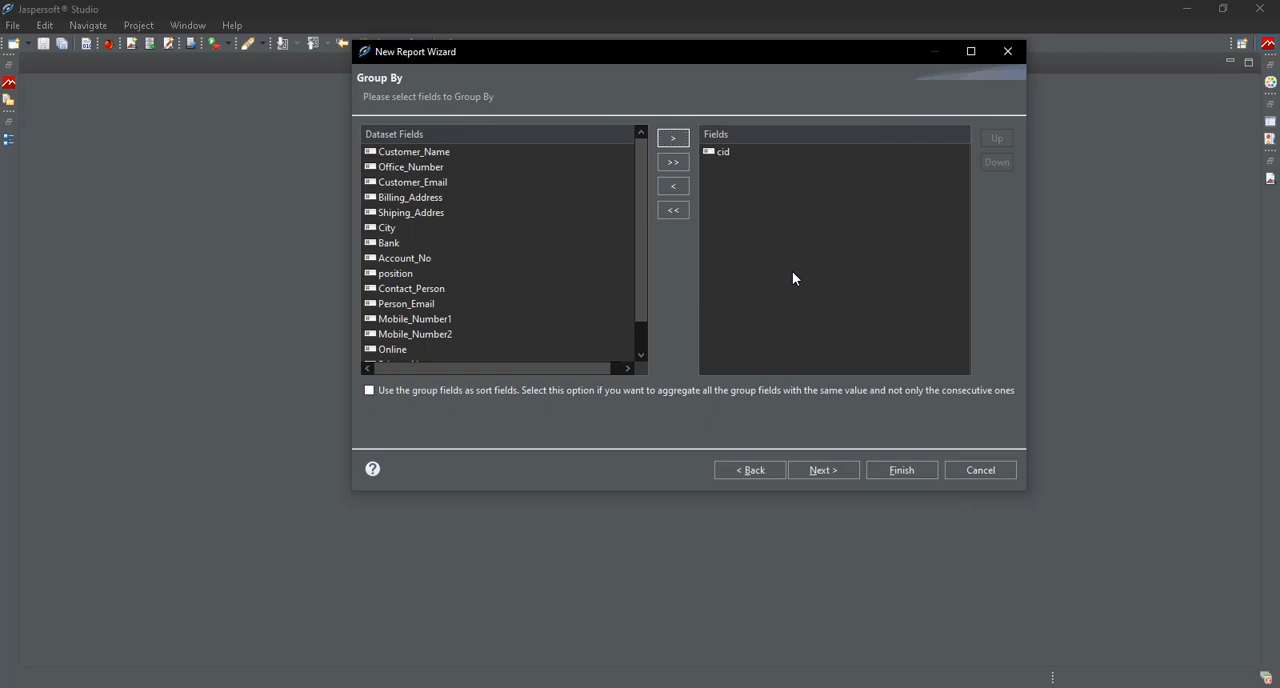 Jaspersoft® Studio
File Edit Navigate Project Window Help
New Report Wizard
Group By
Please select fields to Group By
Dataset Fields
Customer_Name
Office_Number
Customer_Email
Billing_Address
Shiping_Addres
City
Bank
Account_No
position
Contact_Person
Person_Email
Mobile_Number1
Mobile_Number2
Online
>
>>
<
<<
Fields
cid
Up
Down
Use the group fields as sort fields. Select this option if you want to aggregate all the group fields with the same value and not only the consecutive ones
?
< Back Next > Finish Cancel